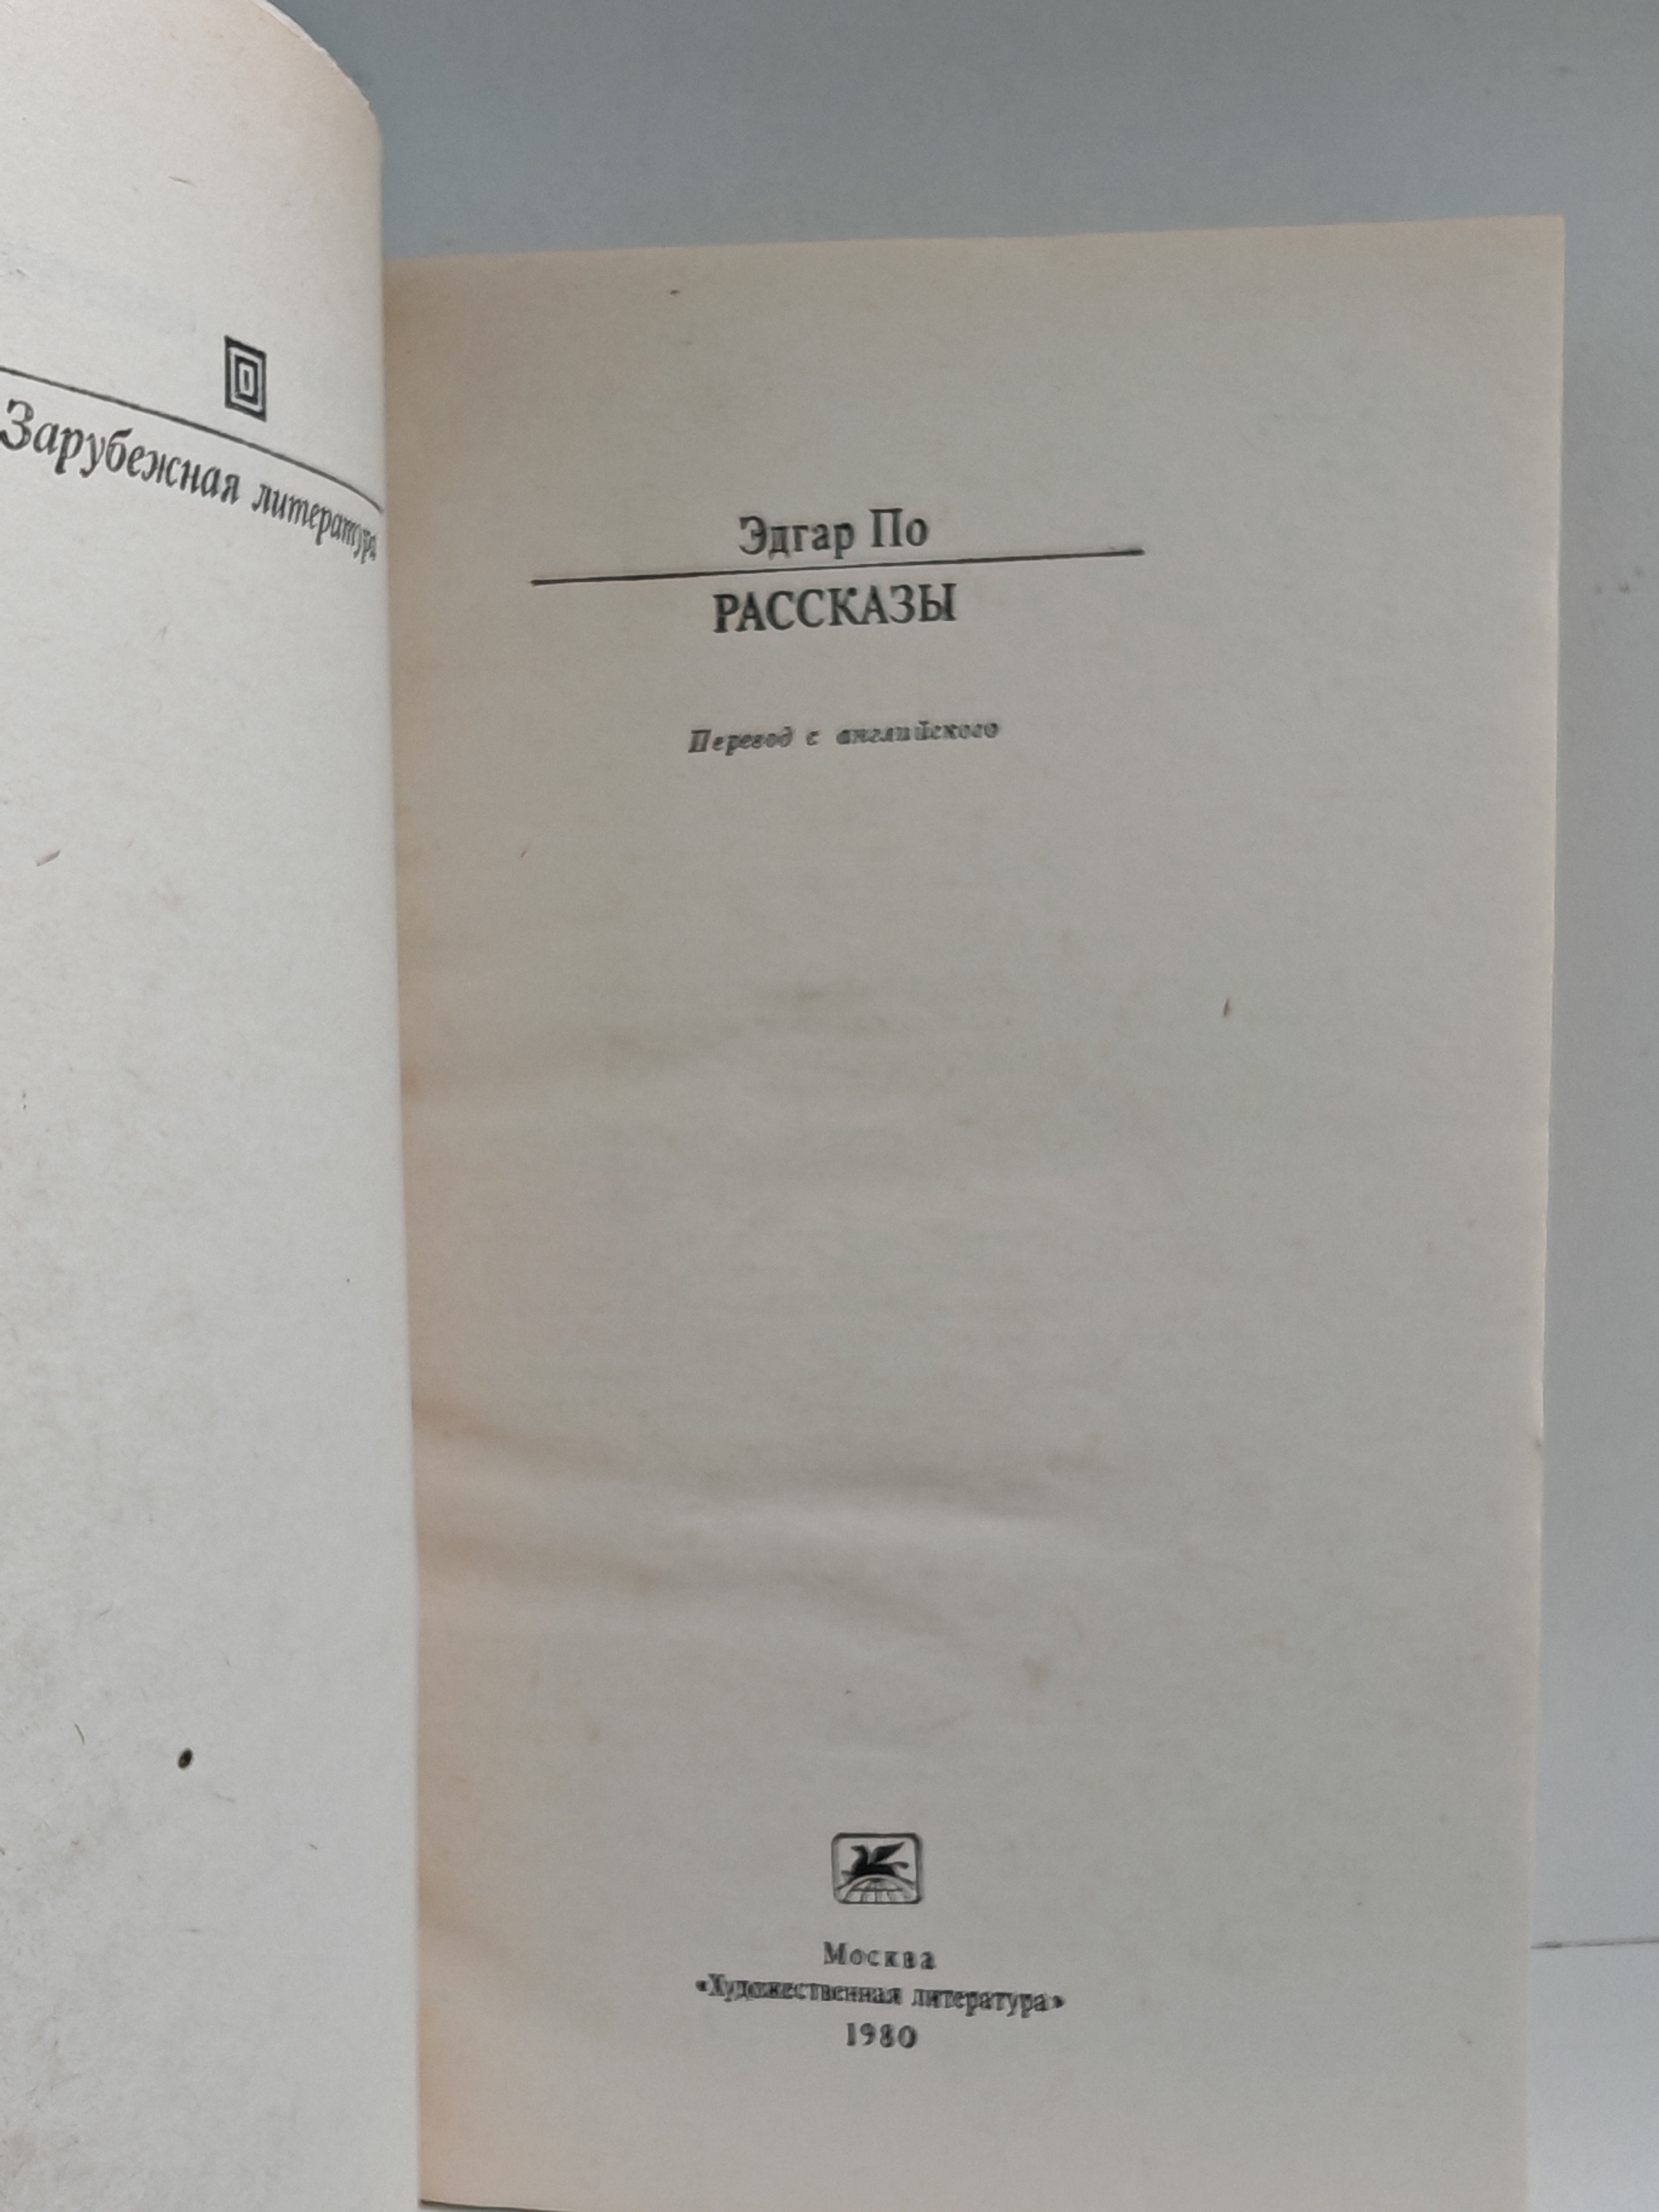 Зарубежная литература
Эдгар По
РАССКАЗЫ
Перевод с английского
Москва
«Художественная литература»
1980